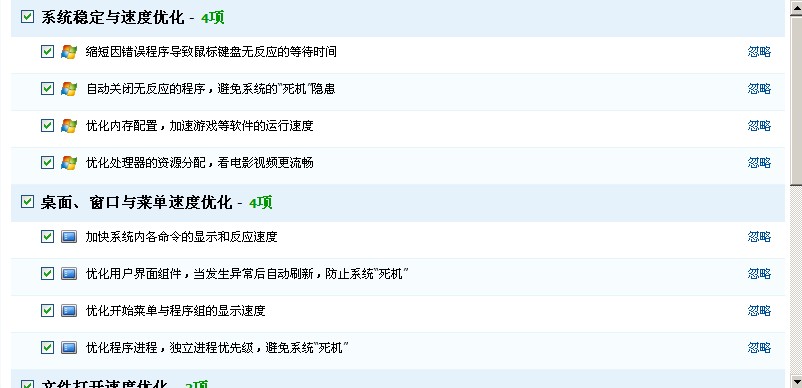 系统稳定与速度优化 - 4项
缩短因错误程序导致鼠标键盘无反应的等待时间 忽略
自动关闭无反应的程序，避免系统的“死机”隐患 忽略
优化内存配置，加速游戏等软件的运行速度 忽略
优化处理器的资源分配，看电影视频更流畅 忽略
桌面、窗口与菜单速度优化 - 4项
加快系统内各命令的显示和反应速度 忽略
优化用户界面组件，当发生异常后自动刷新，防止系统“死机” 忽略
优化开始菜单与程序组的显示速度 忽略
优化程序进程，独立进程优先级，避免系统“死机” 忽略
文件打开速度优化